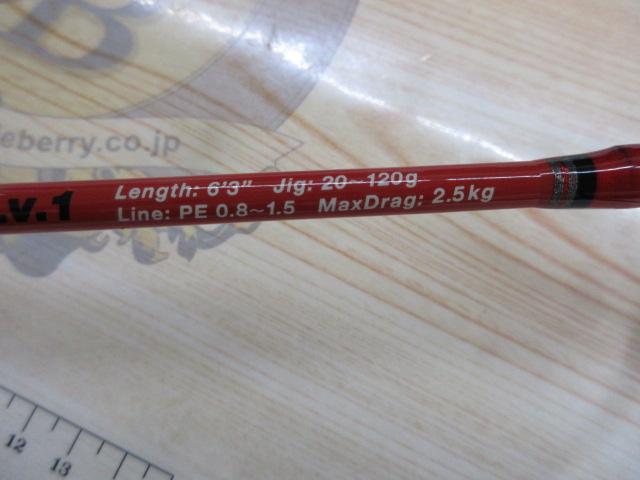 B
eberry.co.jp
.v.1
Length: 6'3" Jig: 20~120g
Line: PE 0.8~1.5 MaxDrag: 2.5kg
12 13